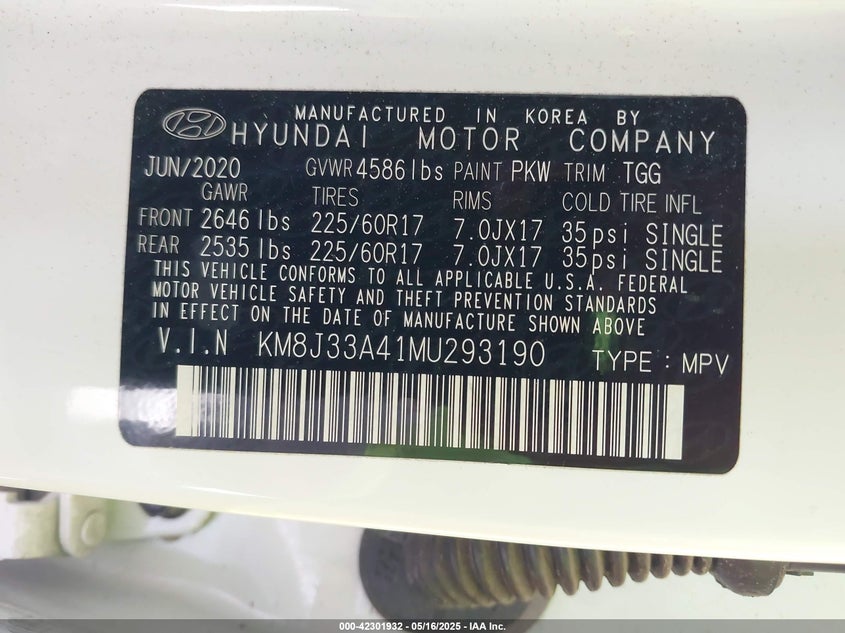 MANUFACTURED IN KOREA BY
HYUNDAI MOTOR COMPANY
JUN/2020 GVWR 4586 lbs PAINT PKW TRIM TGG
GAWR TIRES RIMS COLD TIRE INFL
FRONT 2646 lbs 225/60R17 7.0JX17 35psi SINGLE
REAR 2535 lbs 225/60R17 7.0JX17 35psi SINGLE
THIS VEHICLE CONFORMS TO ALL APPLICABLE U.S.A. FEDERAL
MOTOR VEHICLE SAFETY AND THEFT PREVENTION STANDARDS
IN EFFECT ON THE DATE OF MANUFACTURE SHOWN ABOVE
V.I.N KM8J33A41MU293190 TYPE : MPV
000-42301932 / 05/16/2025 - IAA Inc.